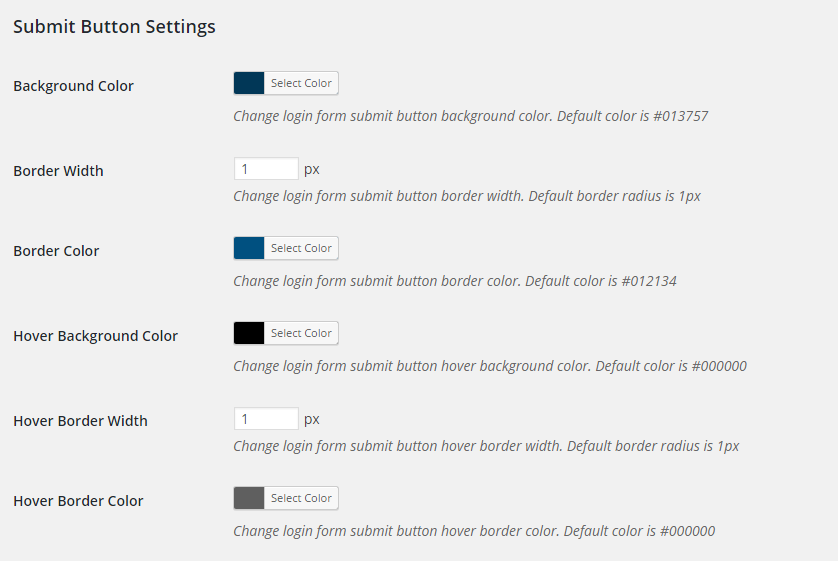 Submit Button Settings
Background Color
Select Color
Change login form submit button background color. Default color is #013757
Border Width
1 px
Change login form submit button border width. Default border radius is 1px
Border Color
Select Color
Change login form submit button border color. Default color is #012134
Hover Background Color
Select Color
Change login form submit button hover background color. Default color is #000000
Hover Border Width
1 px
Change login form submit button hover border width. Default border radius is 1px
Hover Border Color
Select Color
Change login form submit button hover border color. Default color is #000000